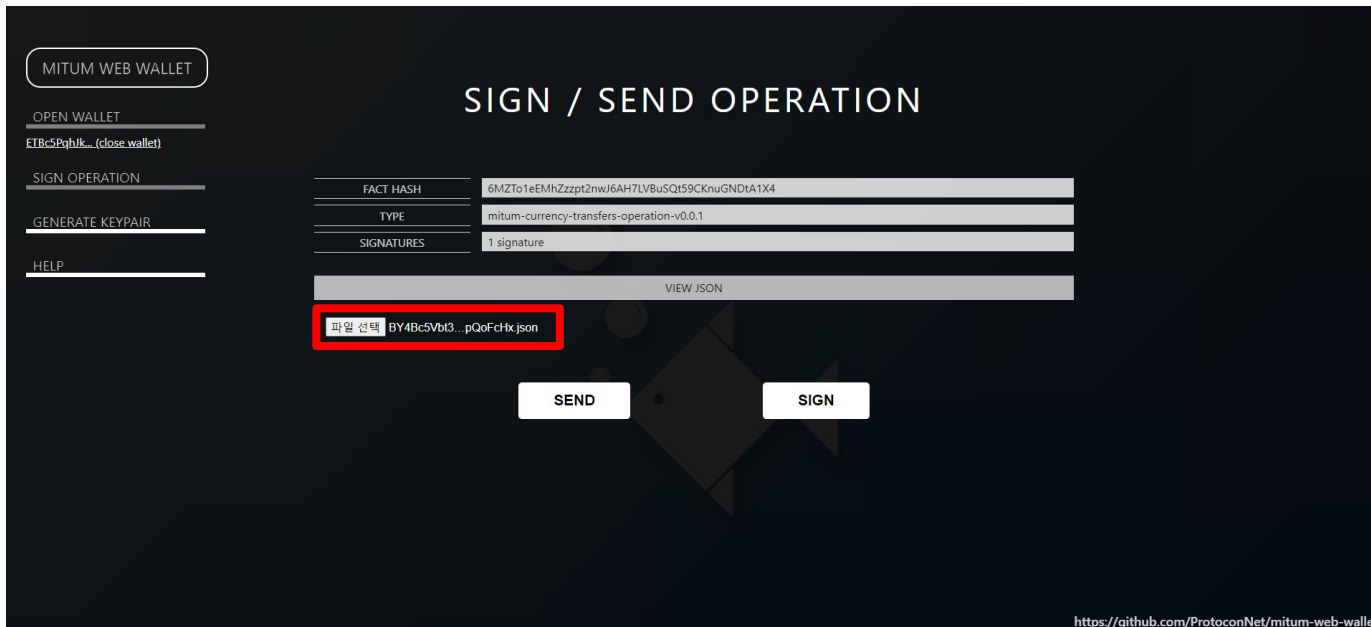 MITUM WEB WALLET
SIGN / SEND OPERATION
OPEN WALLET
ETBc5PqhJk... (close wallet)
SIGN OPERATION
GENERATE KEYPAIR
HELP
FACT HASH 6MZTo1eEMhZzzpt2nwJ6AH7LVBuSQt59CKnuGNDtA1X4
TYPE mitum-currency-transfers-operation-v0.0.1
SIGNATURES 1 signature
VIEW JSON
파일 선택 BY4Bc5Vbt3...pQoFcHx.json
SEND SIGN
https://github.com/ProtoconNet/mitum-web-walle